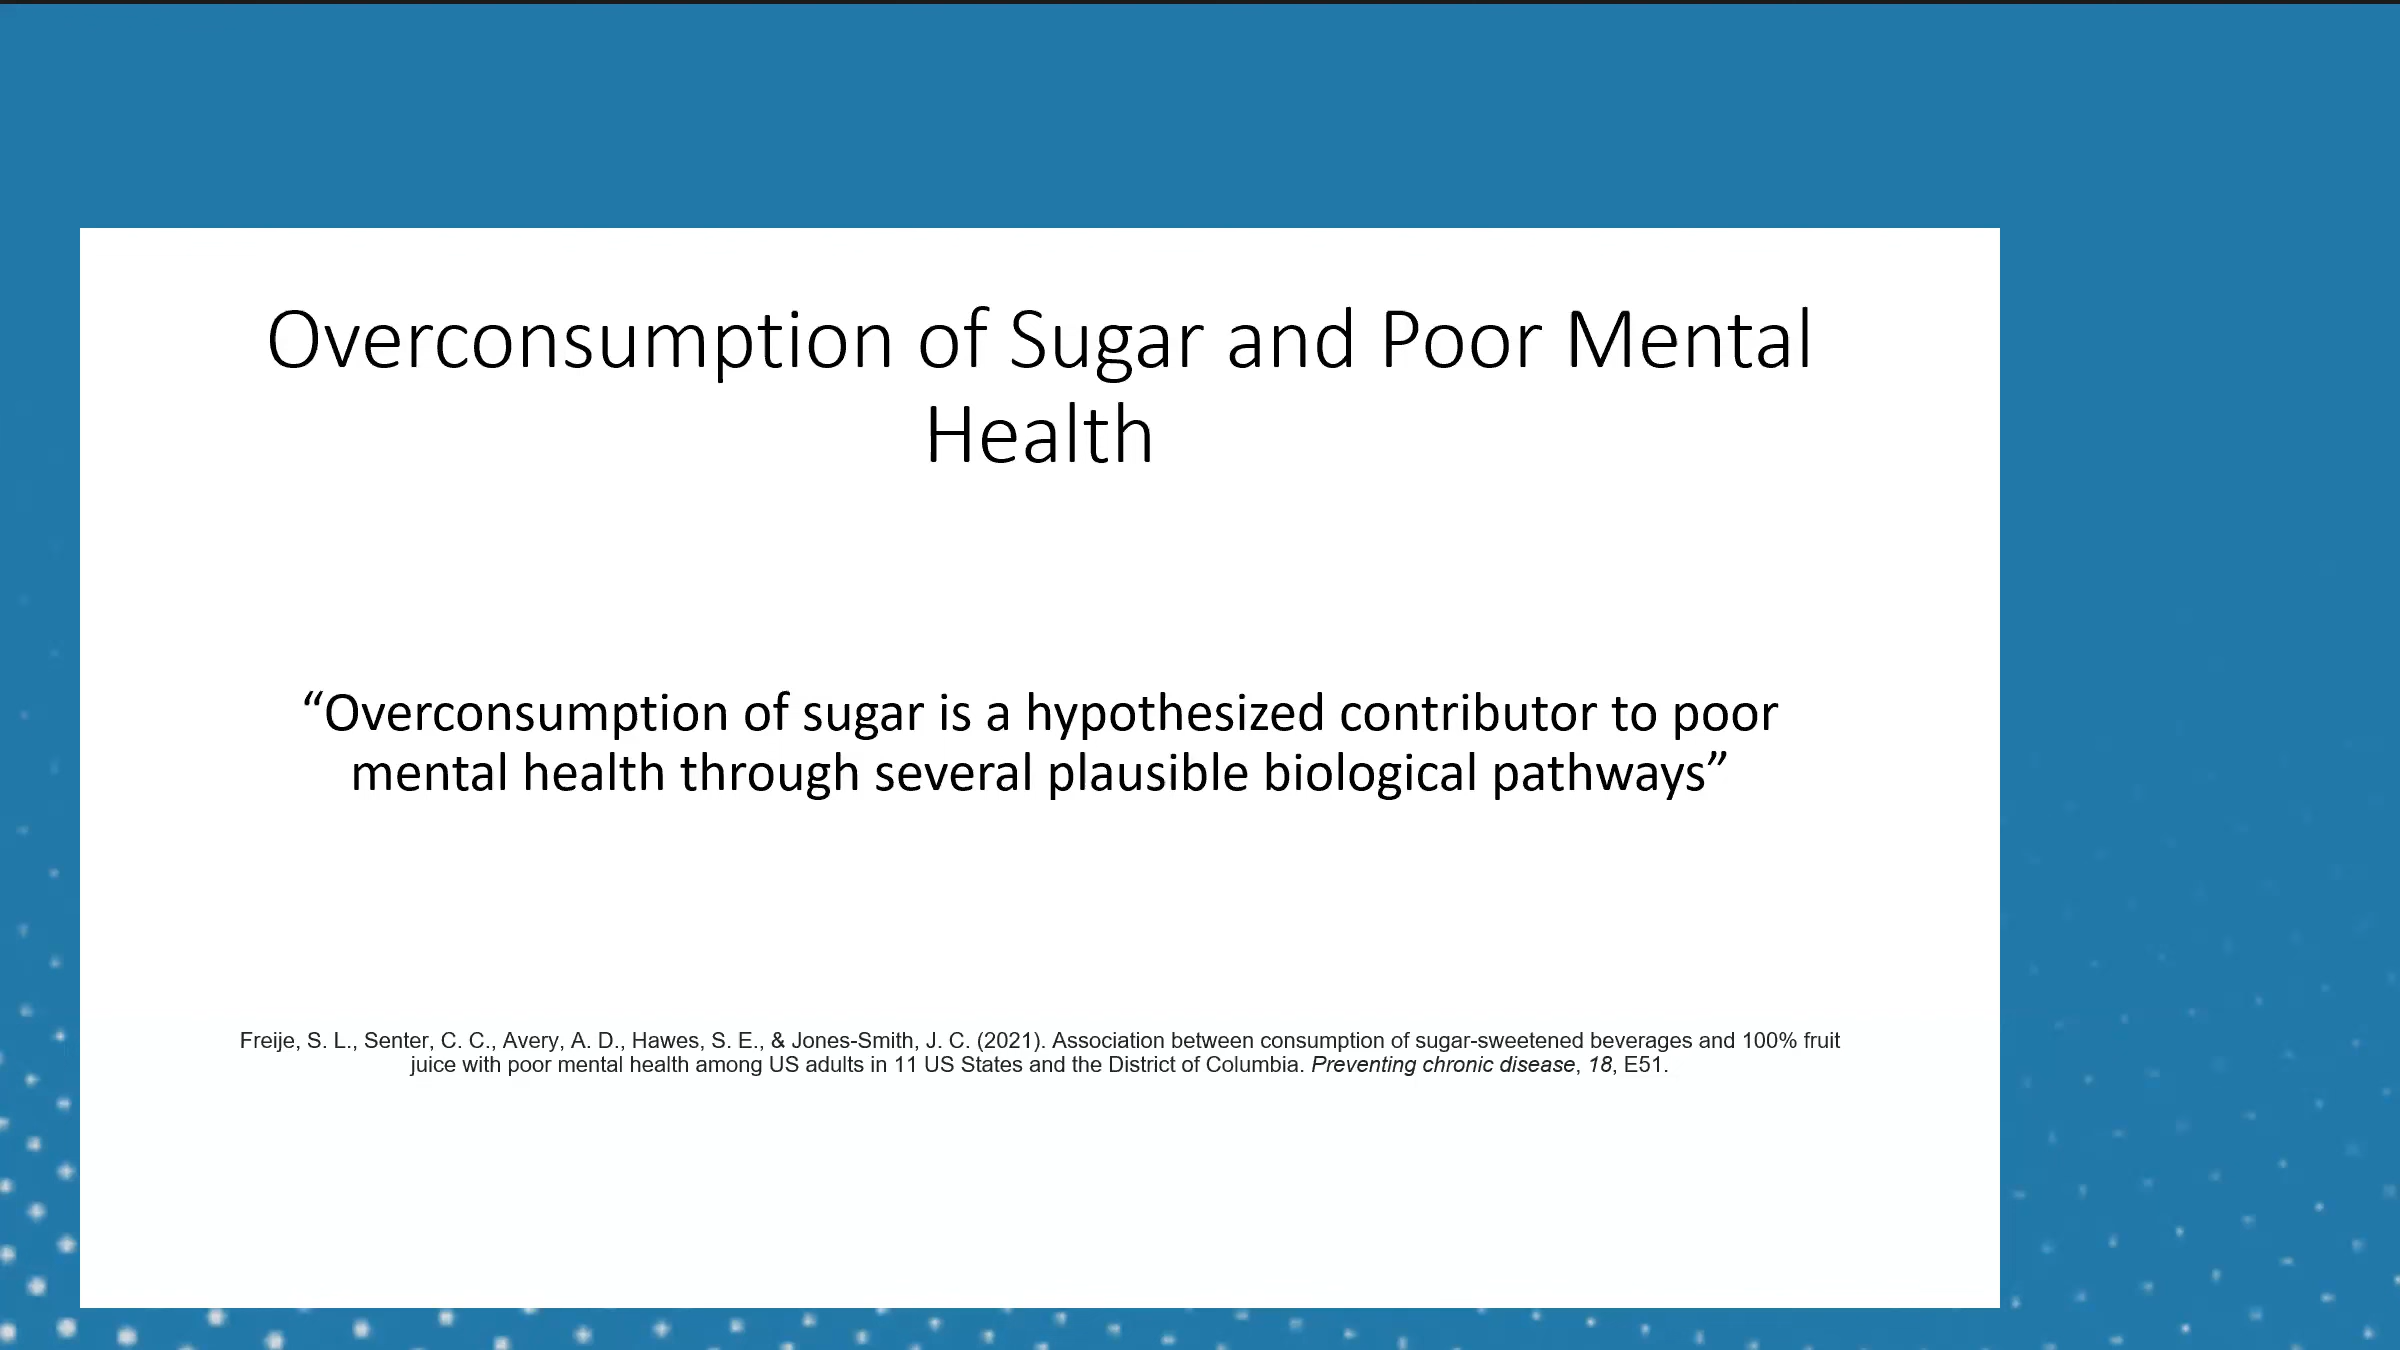 Overconsumption of Sugar and Poor Mental
Health
“Overconsumption of sugar is a hypothesized contributor to poor
mental health through several plausible biological pathways”
Freije, S. L., Senter, C. C., Avery, A. D., Hawes, S. E., & Jones-Smith, J. C. (2021). Association between consumption of sugar-sweetened beverages and 100% fruit
juice with poor mental health among US adults in 11 US States and the District of Columbia. Preventing chronic disease, 18, E51.